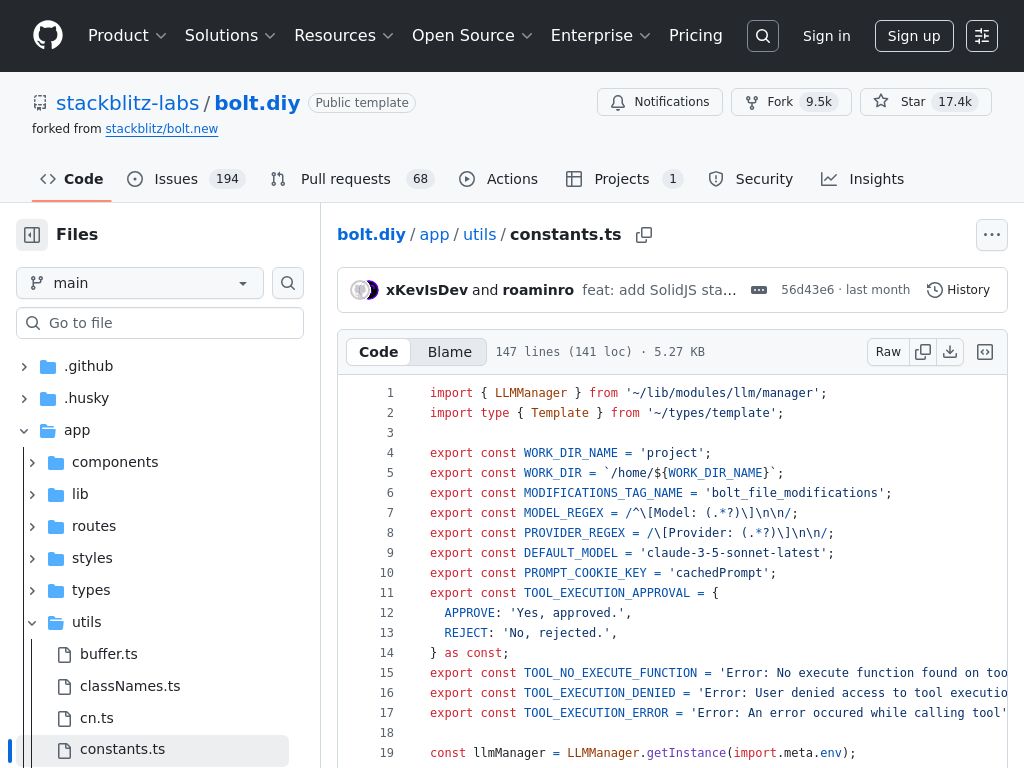 Product Solutions Resources Open Source Enterprise Pricing Sign in Sign up
stackblitz-labs / bolt.diy Public template Notifications Fork 9.5k Star 17.4k
forked from stackblitz/bolt.new
Code Issues 194 Pull requests 68 Actions Projects 1 Security Insights
Files
main
Go to file
.github
.husky
app
components
lib
routes
styles
types
utils
buffer.ts
classNames.ts
cn.ts
constants.ts
bolt.diy / app / utils / constants.ts
xKevIsDev and roaminro feat: add SolidJS sta... 56d43e6 · last month History
Code Blame 147 lines (141 loc) · 5.27 KB Raw
1 import { LLMManager } from '~/lib/modules/llm/manager';
2 import type { Template } from '~/types/template';
3
4 export const WORK_DIR_NAME = 'project';
5 export const WORK_DIR = `/home/${WORK_DIR_NAME}`;
6 export const MODIFICATIONS_TAG_NAME = 'bolt_file_modifications';
7 export const MODEL_REGEX = /^\[Model: (.*?)\]\n\n/;
8 export const PROVIDER_REGEX = /\[Provider: (.*?)\]\n\n/;
9 export const DEFAULT_MODEL = 'claude-3-5-sonnet-latest';
10 export const PROMPT_COOKIE_KEY = 'cachedPrompt';
11 export const TOOL_EXECUTION_APPROVAL = {
12 APPROVE: 'Yes, approved.',
13 REJECT: 'No, rejected.',
14 } as const;
15 export const TOOL_NO_EXECUTE_FUNCTION = 'Error: No execute function found on too
16 export const TOOL_EXECUTION_DENIED = 'Error: User denied access to tool executio
17 export const TOOL_EXECUTION_ERROR = 'Error: An error occured while calling tool'
18
19 const llmManager = LLMManager.getInstance(import.meta.env);